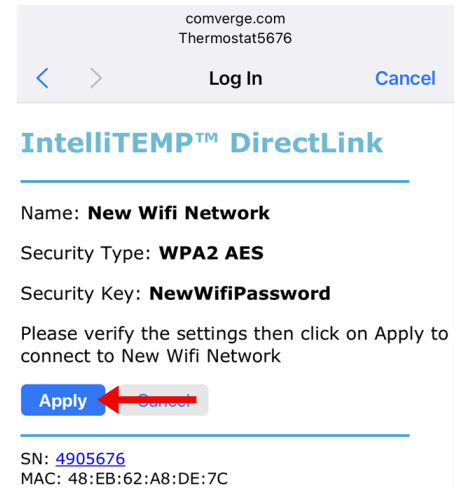 comverge.com
Thermostat5676
Log In
Cancel
IntelliTEMP™ DirectLink
Name: New Wifi Network
Security Type: WPA2 AES
Security Key: NewWifiPassword
Please verify the settings then click on Apply to
connect to New Wifi Network
Apply Cancel
SN: 4905676
MAC: 48:EB:62:A8:DE:7C